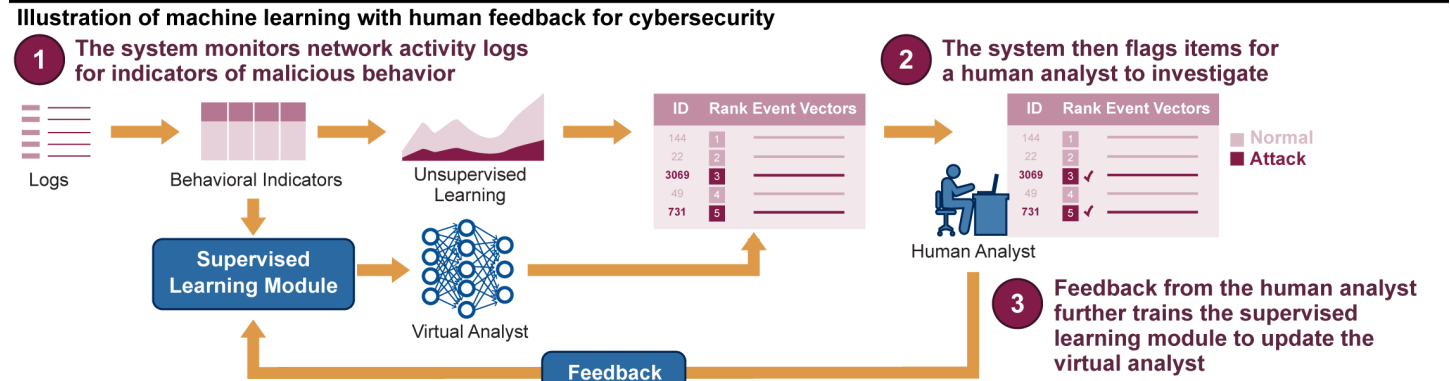 Illustration of machine learning with human feedback for cybersecurity
1
The system monitors network activity logs
for indicators of malicious behavior
2
The system then flags items for
a human analyst to investigate
Logs
Behavioral Indicators
Unsupervised
Learning
ID Rank Event Vectors
144 1
22 2
3069 3
49 4
731 5
ID Rank Event Vectors
144 1
22 2
3069 3 ✓
49 4
731 5 ✓
Normal
Attack
Human Analyst
Supervised
Learning Module
Virtual Analyst
3
Feedback from the human analyst
further trains the supervised
learning module to update the
virtual analyst
Feedback